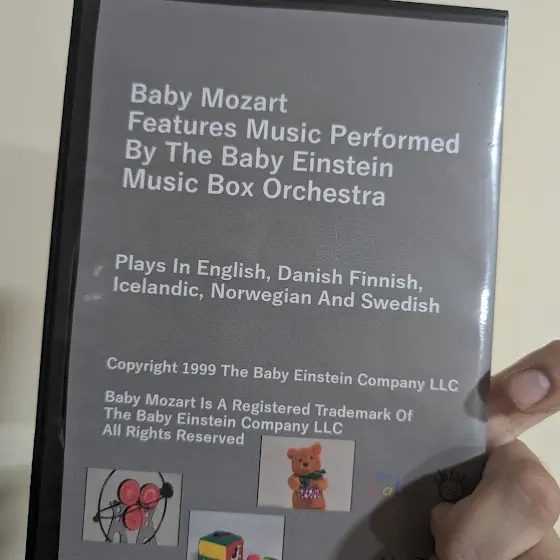 Baby Mozart
Features Music Performed
By The Baby Einstein
Music Box Orchestra
Plays In English, Danish Finnish,
Icelandic, Norwegian And Swedish
Copyright 1999 The Baby Einstein Company LLC
Baby Mozart Is A Registered Trademark Of
The Baby Einstein Company LLC
All Rights Reserved